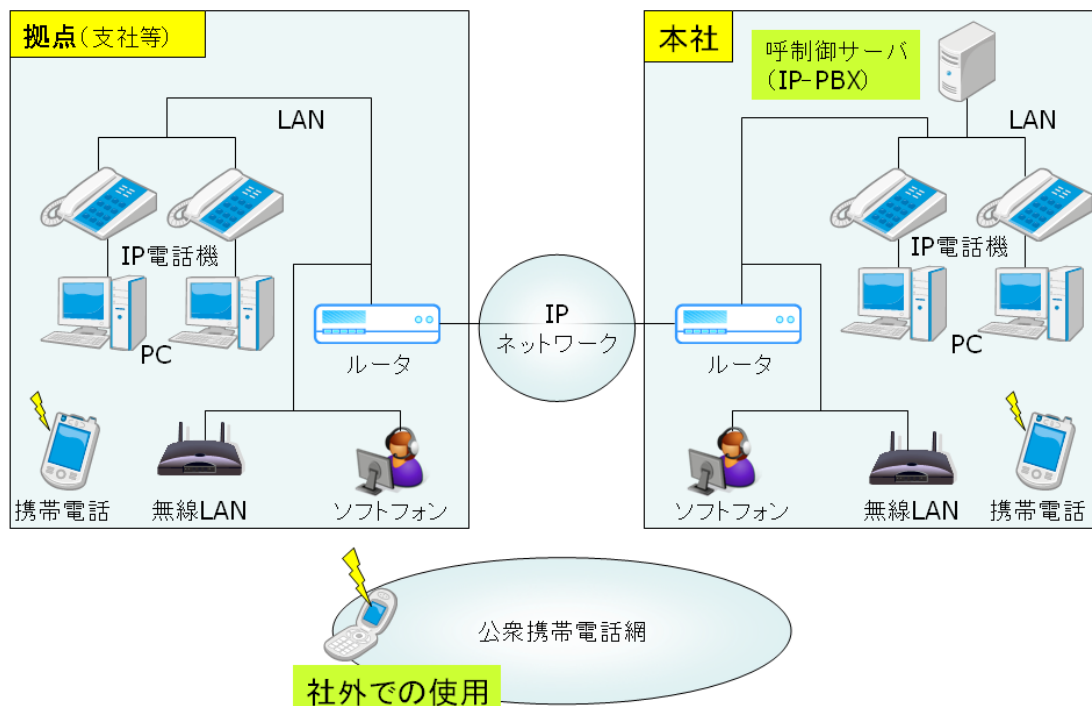 拠点(支社等)
LAN
IP電話機
PC
ルータ
携帯電話
無線LAN
ソフトフォン
IP
ネットワーク
本社
呼制御サーバ
(IP-PBX)
LAN
IP電話機
PC
ルータ
ソフトフォン
無線LAN
携帯電話
公衆携帯電話網
社外での使用